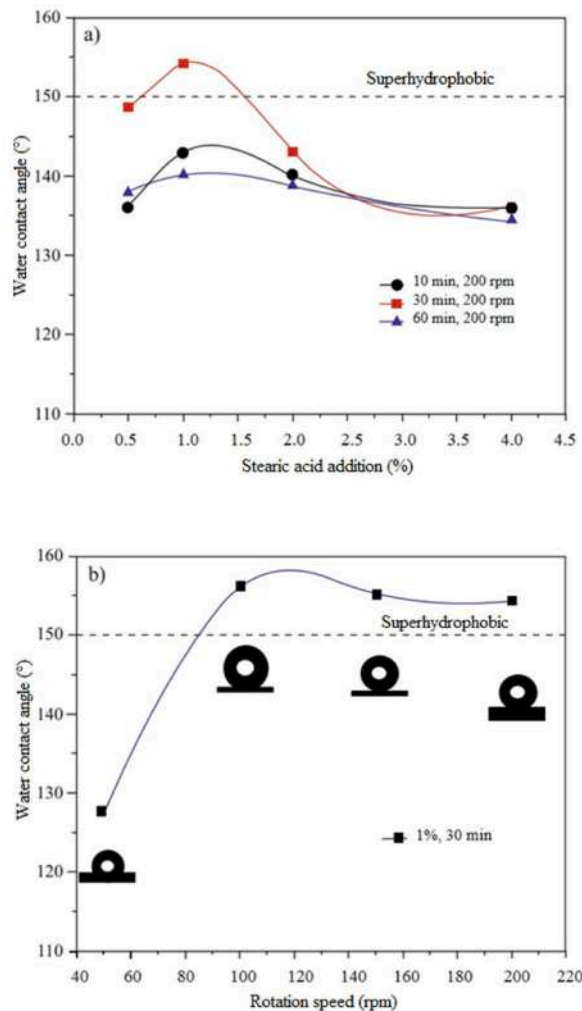 a)
160
150
140
130
120
110
Superhydrophobic
10 min, 200 rpm
30 min, 200 rpm
60 min, 200 rpm
0.0 0.5 1.0 1.5 2.0 2.5 3.0 3.5 4.0 4.5
Stearic acid addition (%)
Water contact angle (°)
b)
160
150
140
130
120
110
Superhydrophobic
1%, 30 min
40 60 80 100 120 140 160 180 200 220
Rotation speed (rpm)
Water contact angle (°)